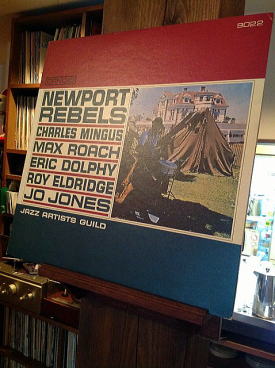 9022
NEWPORT
REBELS
CHARLES MINGUS
MAX ROACH
ERIC DOLPHY
ROY ELDRIDGE
JO JONES
JAZZ ARTISTS GUILD